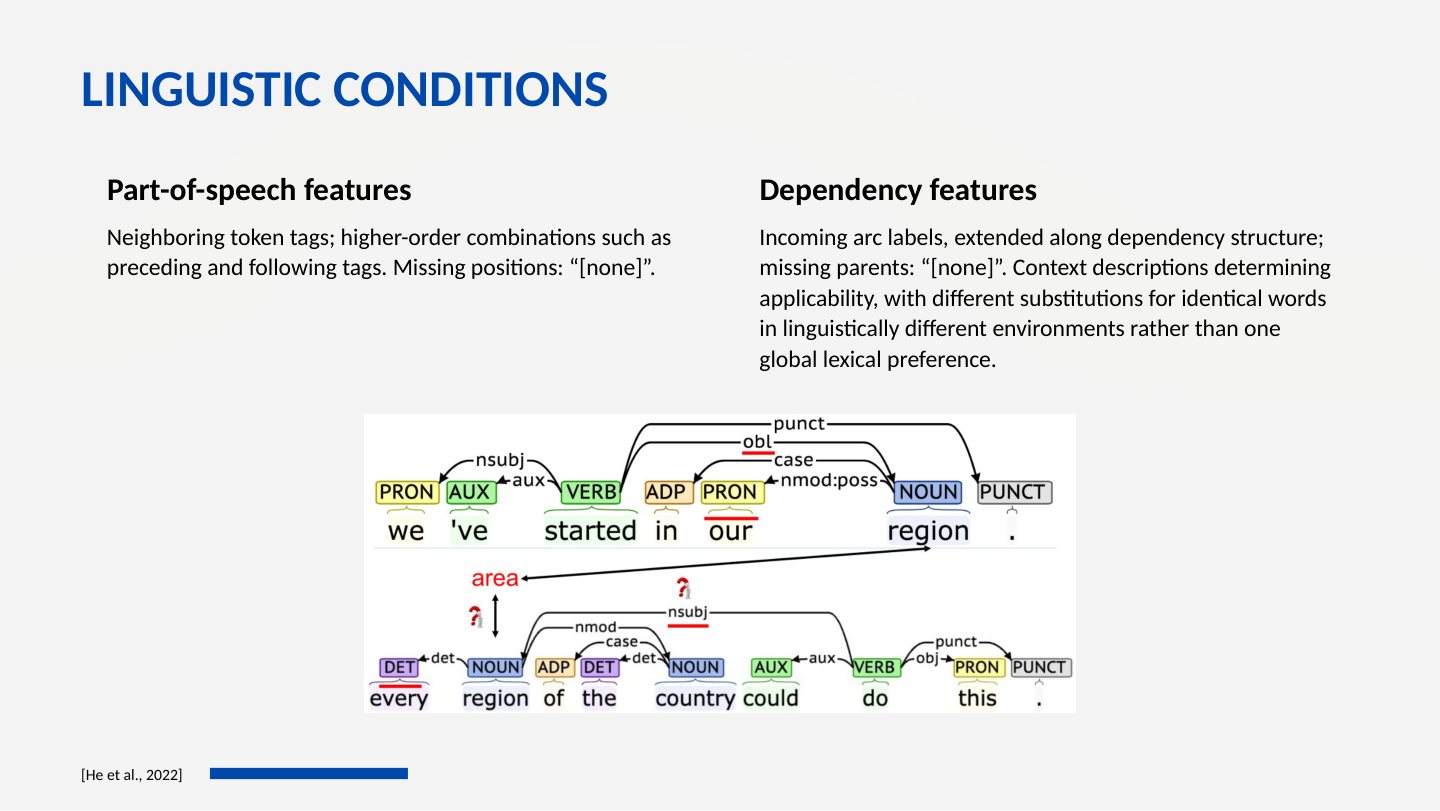 LINGUISTIC CONDITIONS
Part-of-speech features
Neighboring token tags; higher-order combinations such as
preceding and following tags. Missing positions: “[none]”.
Dependency features
Incoming arc labels, extended along dependency structure;
missing parents: “[none]”. Context descriptions determining
applicability, with different substitutions for identical words
in linguistically different environments rather than one
global lexical preference.
punct
obl
nsubj case
aux nmod:poss
PRON AUX VERB ADP PRON NOUN PUNCT
we 've started in our region .
area
?
? nsubj
nmod
case punct
det det aux obj
DET NOUN ADP DET NOUN AUX VERB PRON PUNCT
every region of the country could do this .
[He et al., 2022]